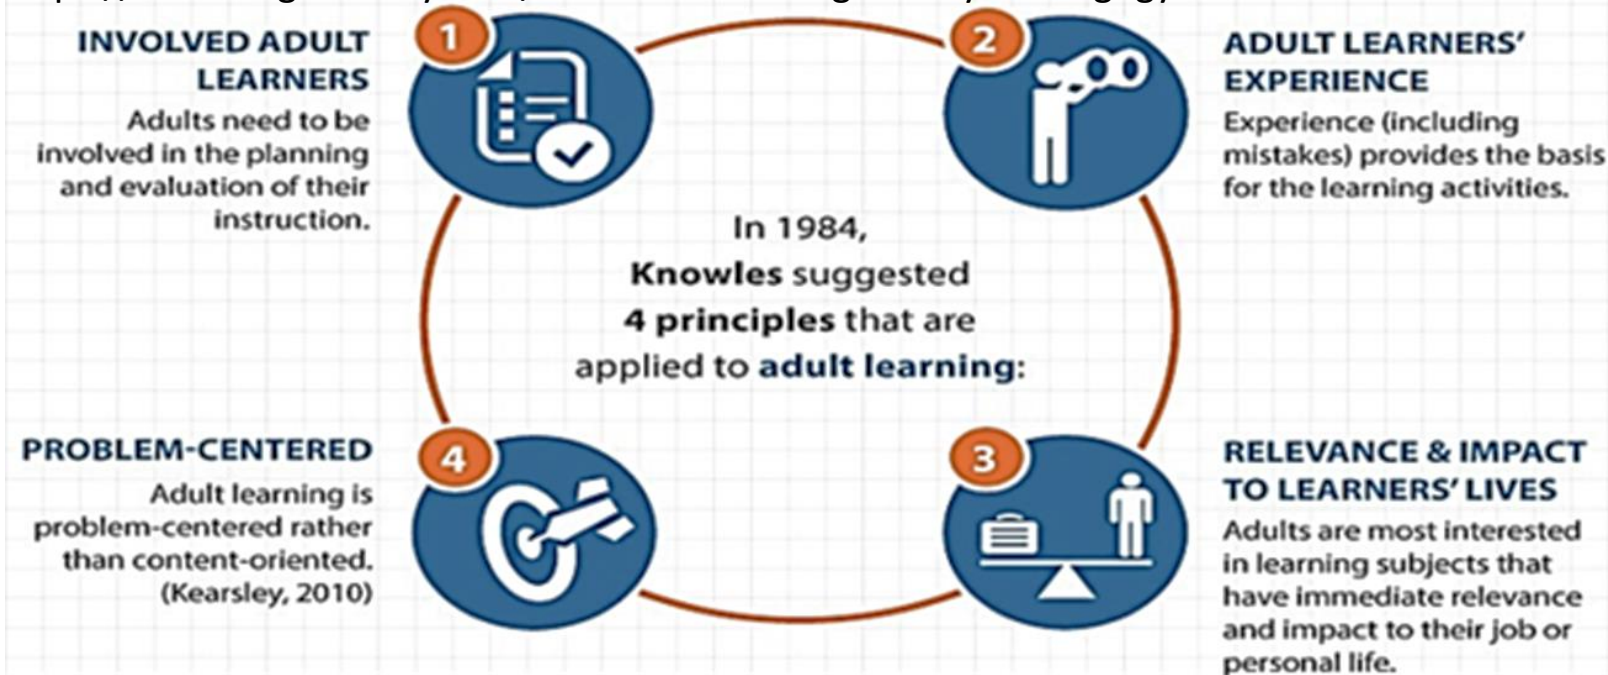 1
INVOLVED ADULT
LEARNERS
Adults need to be
involved in the planning
and evaluation of their
instruction.
2
ADULT LEARNERS’
EXPERIENCE
Experience (including
mistakes) provides the basis
for the learning activities.
In 1984,
Knowles suggested
4 principles that are
applied to adult learning:
4
PROBLEM-CENTERED
Adult learning is
problem-centered rather
than content-oriented.
(Kearsley, 2010)
3
RELEVANCE & IMPACT
TO LEARNERS’ LIVES
Adults are most interested
in learning subjects that
have immediate relevance
and impact to their job or
personal life.